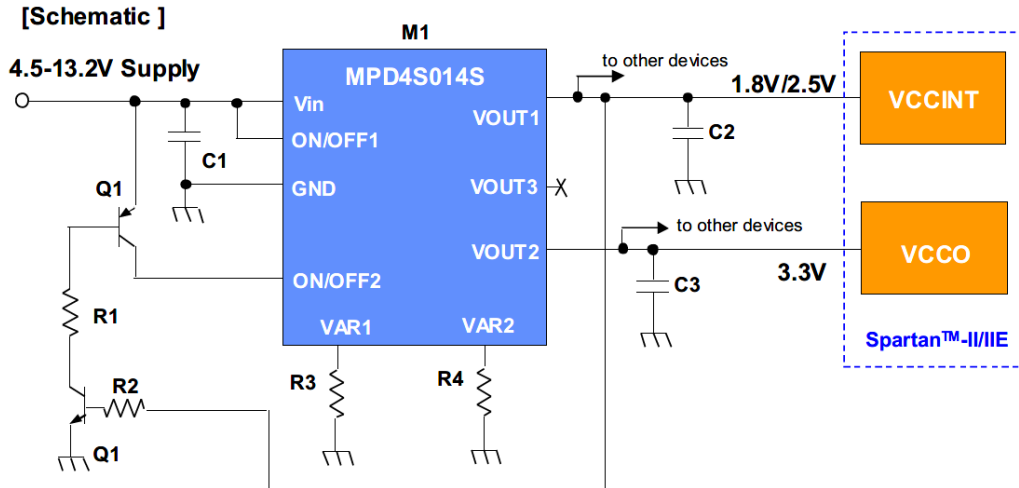 [Schematic ]
M1
4.5-13.2V Supply
MPD4S014S
to other devices
1.8V/2.5V
Vin
VOUT1
VCCINT
ON/OFF1
C1
C2
Q1
GND
VOUT3
to other devices
VOUT2
VCCO
ON/OFF2
3.3V
C3
R1
VAR1
VAR2
Spartan™-II/IIE
R2
R3
R4
Q1